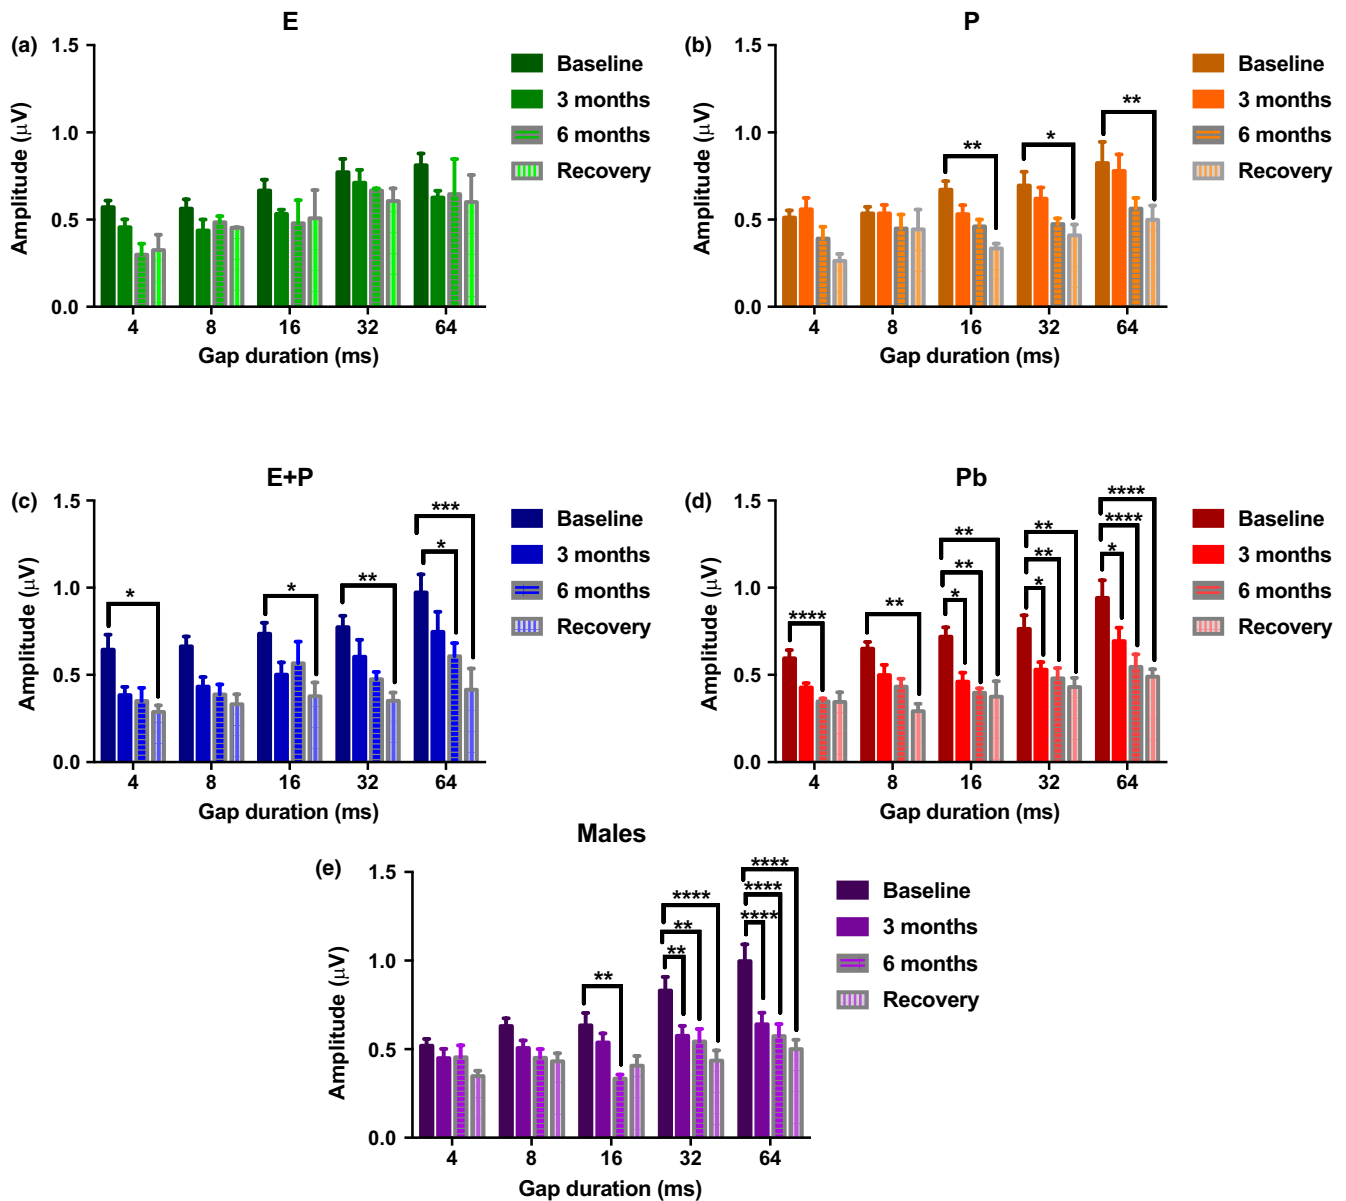 E
(a)
1.5
1.0
0.5
0.0
Amplitude (μV)
4 8 16 32 64
Gap duration (ms)
Baseline
3 months
6 months
Recovery
P
(b)
1.5
1.0
0.5
0.0
Amplitude (μV)
** * **
4 8 16 32 64
Gap duration (ms)
Baseline
3 months
6 months
Recovery
E+P
(c)
1.5
1.0
0.5
0.0
Amplitude (μV)
* * ** * ***
4 8 16 32 64
Gap duration (ms)
Baseline
3 months
6 months
Recovery
Pb
(d)
1.5
1.0
0.5
0.0
Amplitude (μV)
**** ** * ** ** * ** ** * **** ****
4 8 16 32 64
Gap duration (ms)
Baseline
3 months
6 months
Recovery
Males
(e)
1.5
1.0
0.5
0.0
Amplitude (μV)
** ** ** **** **** **** ****
4 8 16 32 64
Gap duration (ms)
Baseline
3 months
6 months
Recovery